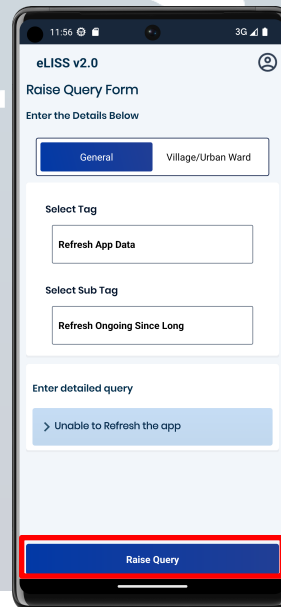 11:56
3G
eLISS v2.0
Raise Query Form
Enter the Details Below
General
Village/Urban Ward
Select Tag
Refresh App Data
Select Sub Tag
Refresh Ongoing Since Long
Enter detailed query
Unable to Refresh the app
Raise Query